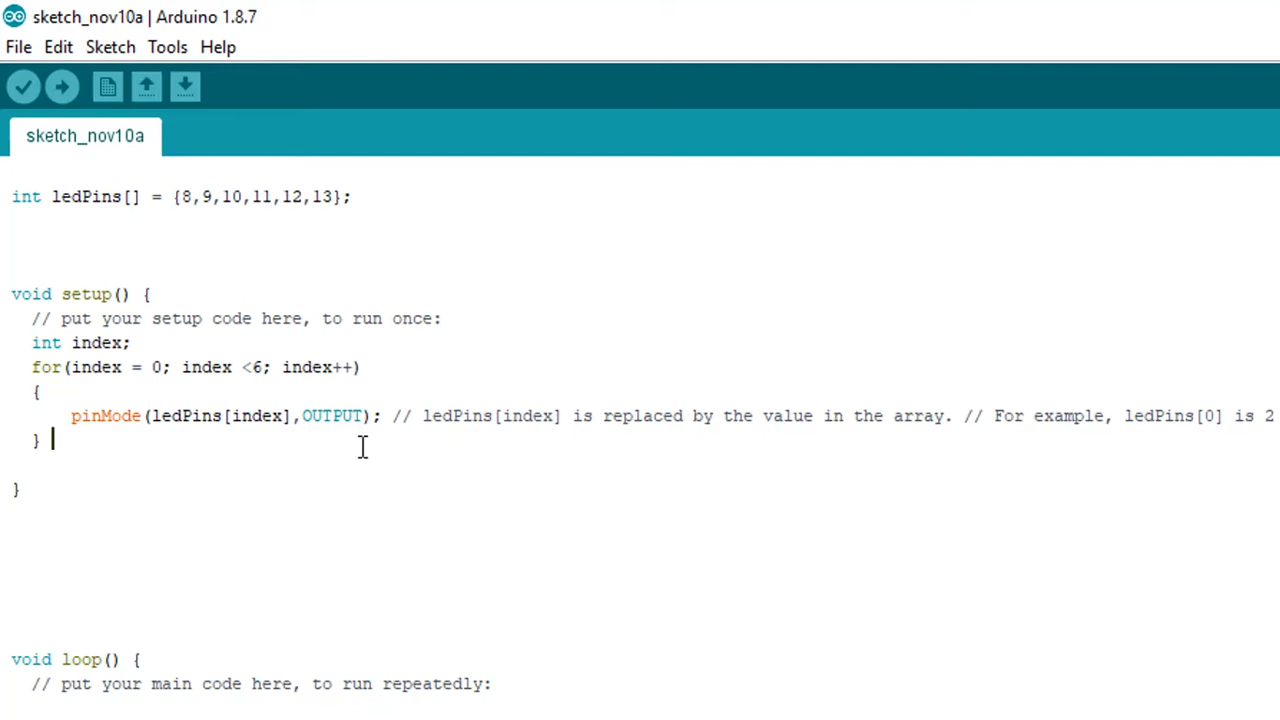 sketch_nov10a | Arduino 1.8.7
File Edit Sketch Tools Help
sketch_nov10a
int ledPins[] = {8,9,10,11,12,13};
void setup() {
// put your setup code here, to run once:
int index;
for(index = 0; index <6; index++)
{
pinMode(ledPins[index],OUTPUT); // ledPins[index] is replaced by the value in the array. // For example, ledPins[0] is 2
}
}
void loop() {
// put your main code here, to run repeatedly: